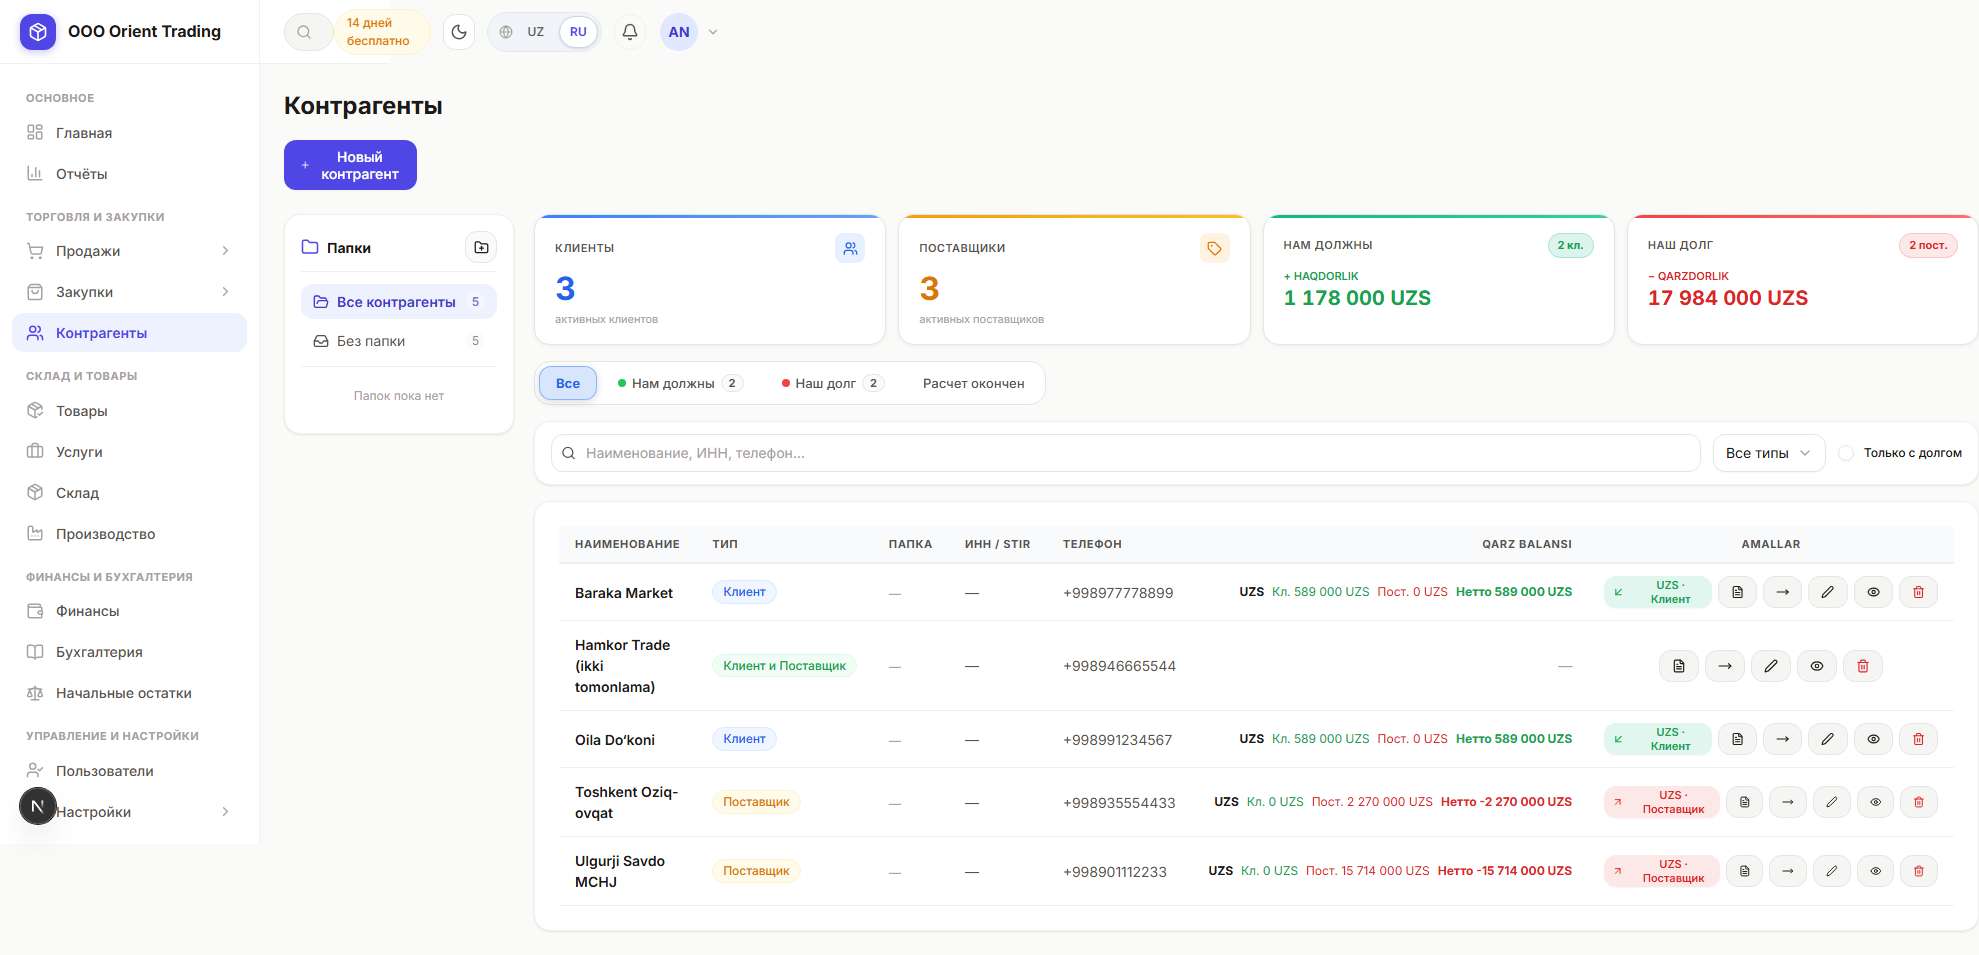 OOO Orient Trading
14 дней
бесплатно
UZ
RU
AN
ОСНОВНОЕ
Главная
Отчёты
ТОРГОВЛЯ И ЗАКУПКИ
Продажи
Закупки
Контрагенты
СКЛАД И ТОВАРЫ
Товары
Услуги
Склад
Производство
ФИНАНСЫ И БУХГАЛТЕРИЯ
Финансы
Бухгалтерия
Начальные остатки
УПРАВЛЕНИЕ И НАСТРОЙКИ
Пользователи
N
Настройки
Контрагенты
+ Новый
контрагент
Папки
Все контрагенты 5
Без папки 5
Папок пока нет
КЛИЕНТЫ
3
активных клиентов
ПОСТАВЩИКИ
3
активных поставщиков
НАМ ДОЛЖНЫ 2 кл.
+ HAQDORLIK
1 178 000 UZS
НАШ ДОЛГ 2 пост.
− QARZDORLIK
17 984 000 UZS
Все Нам должны 2 Наш долг 2 Расчет окончен
Наименование, ИНН, телефон...
Все типы
Только с долгом
НАИМЕНОВАНИЕ ТИП ПАПКА ИНН / STIR ТЕЛЕФОН QARZ BALANSI AMALLAR
Baraka Market Клиент — — +998977778899 UZS Кл. 589 000 UZS Пост. 0 UZS Нетто 589 000 UZS UZS ·
Клиент
Hamkor Trade
(ikki
tomonlama) Клиент и Поставщик — — +998946665544 —
Oila Do‘koni Клиент — — +998991234567 UZS Кл. 589 000 UZS Пост. 0 UZS Нетто 589 000 UZS UZS ·
Клиент
Toshkent Oziq-
ovqat Поставщик — — +998935554433 UZS Кл. 0 UZS Пост. 2 270 000 UZS Нетто -2 270 000 UZS UZS ·
Поставщик
Ulgurji Savdo
MCHJ Поставщик — — +998901112233 UZS Кл. 0 UZS Пост. 15 714 000 UZS Нетто -15 714 000 UZS UZS ·
Поставщик